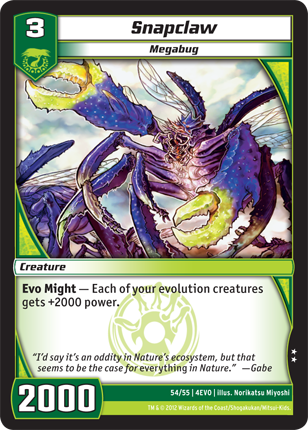 3
Snapclaw
Megabug
Creature
Evo Might — Each of your evolution creatures
gets +2000 power.
“I’d say it’s an oddity in Nature’s ecosystem, but that
seems to be the case for everything in Nature.” —Gabe
2000
54/55 | 4EVO | illus. Norikatsu Miyoshi
TM & © 2012 Wizards of the Coast/Shogakukan/Mitsui-Kids